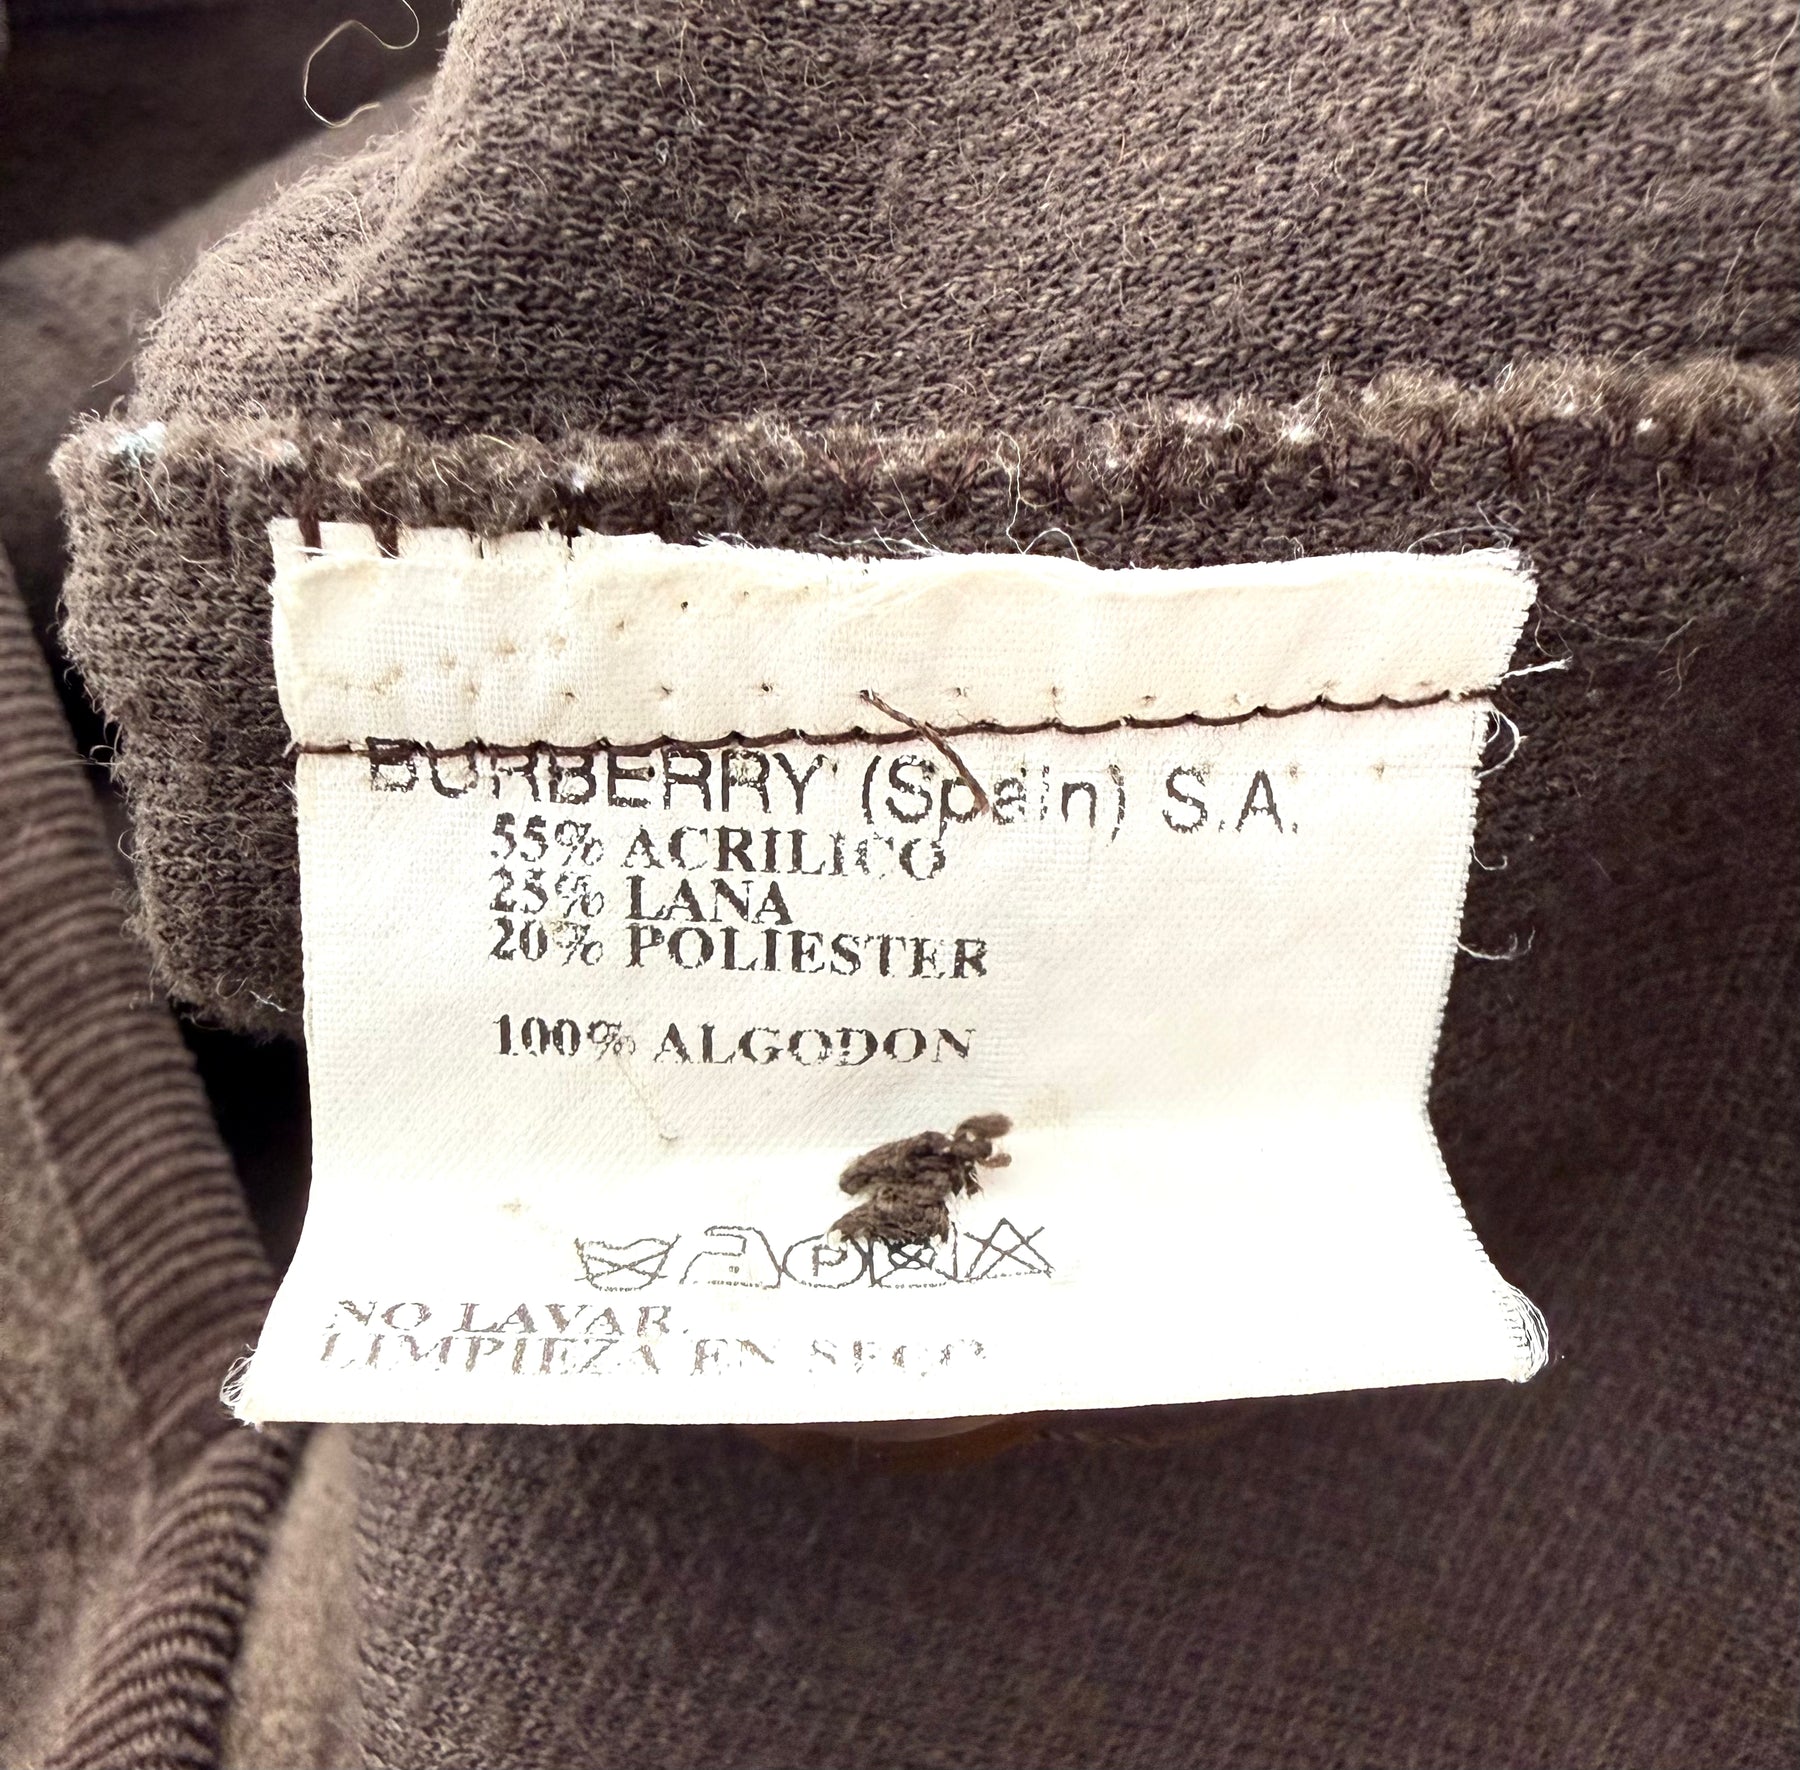 BURBERRY (Spain) S.A.
55% ACRILICO
25% LANA
20% POLIESTER
100% ALGODON
P
NO LAVAR.
LIMPIEZA EN SECO